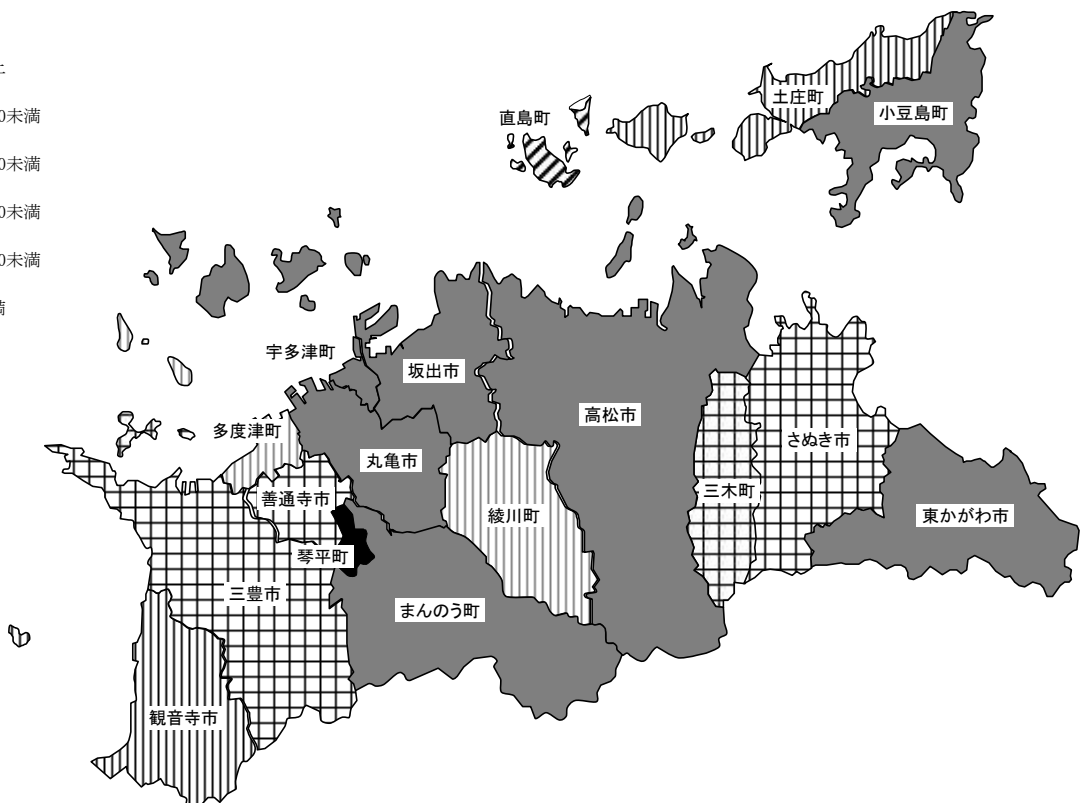 0未満
0未満
0未満
0未満
直島町
土庄町
小豆島町
宇多津町
坂出市
高松市
多度津町
丸亀市
さぬき市
善通寺市
三木町
綾川町
東かがわ市
琴平町
三豊市
まんのう町
観音寺市